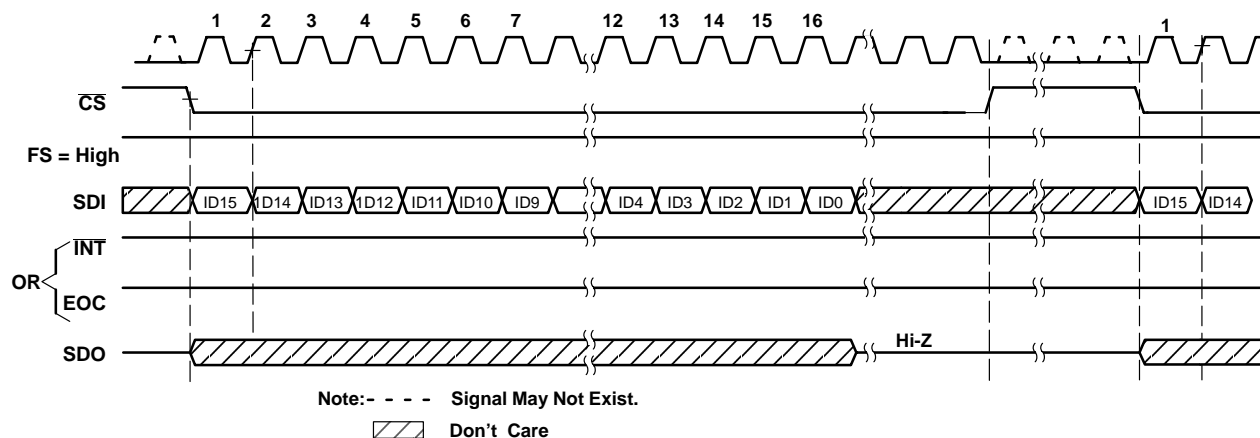 1 2 3 4 5 6 7 12 13 14 15 16 1
CS
FS = High
SDI ID15 1D14 ID13 1D12 ID11 ID10 ID9 ID4 ID3 ID2 ID1 ID0 ID15 ID14
INT
OR
EOC
SDO Hi-Z
Note:- - - - Signal May Not Exist.
Don't Care